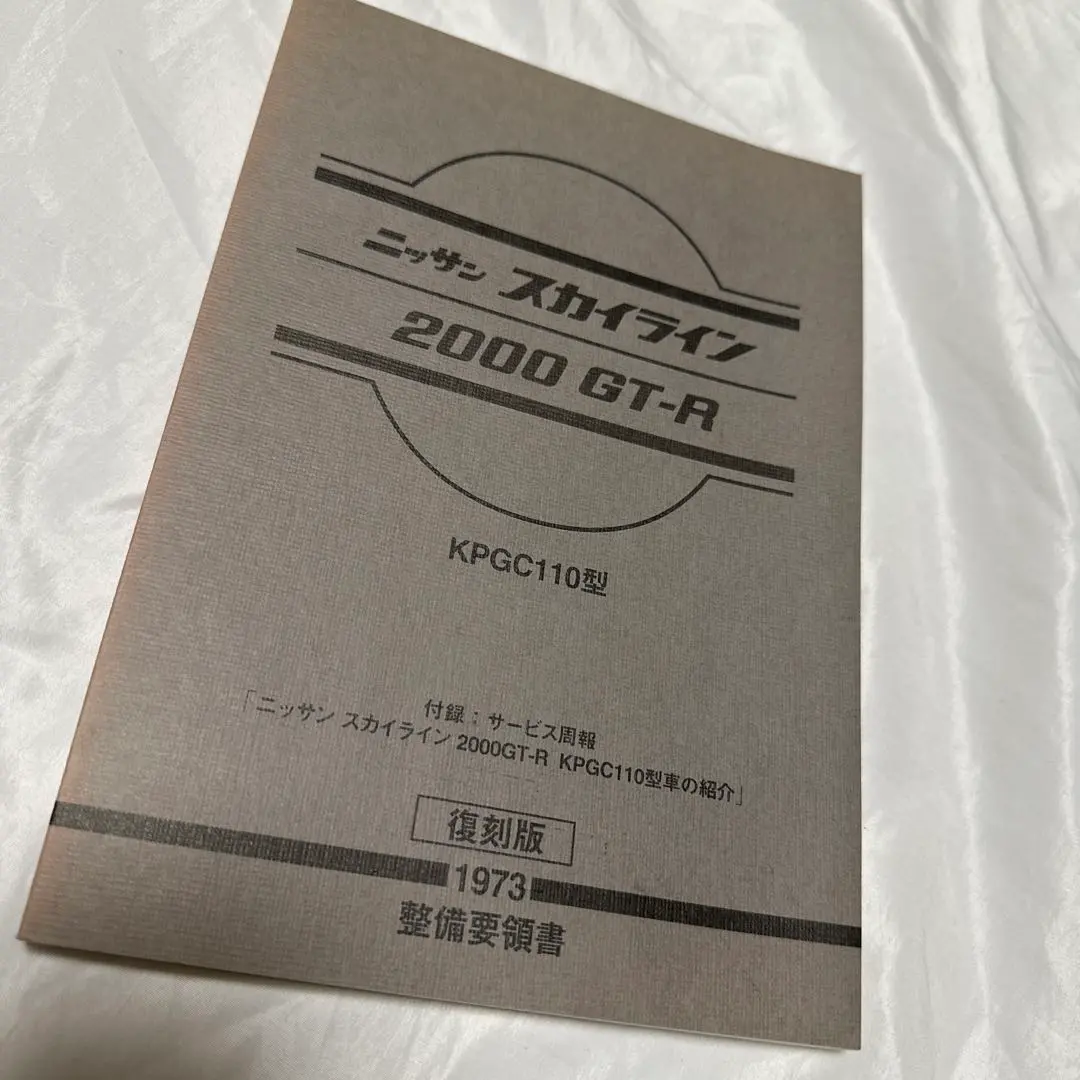 ニッサン スカイライン
2000 GT-R
KPGC110型
付録：サービス周報
「ニッサン スカイライン 2000GT-R KPGC110型車の紹介」
復刻版
1973-
整備要領書